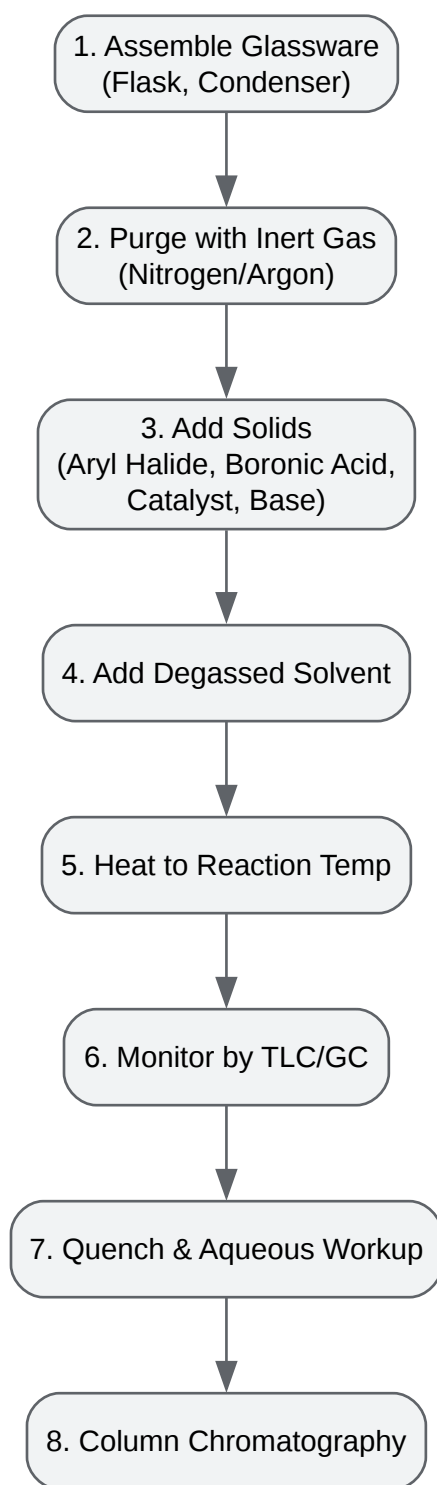 1. Assemble Glassware
(Flask, Condenser)
2. Purge with Inert Gas
(Nitrogen/Argon)
3. Add Solids
(Aryl Halide, Boronic Acid,
Catalyst, Base)
4. Add Degassed Solvent
5. Heat to Reaction Temp
6. Monitor by TLC/GC
7. Quench & Aqueous Workup
8. Column Chromatography